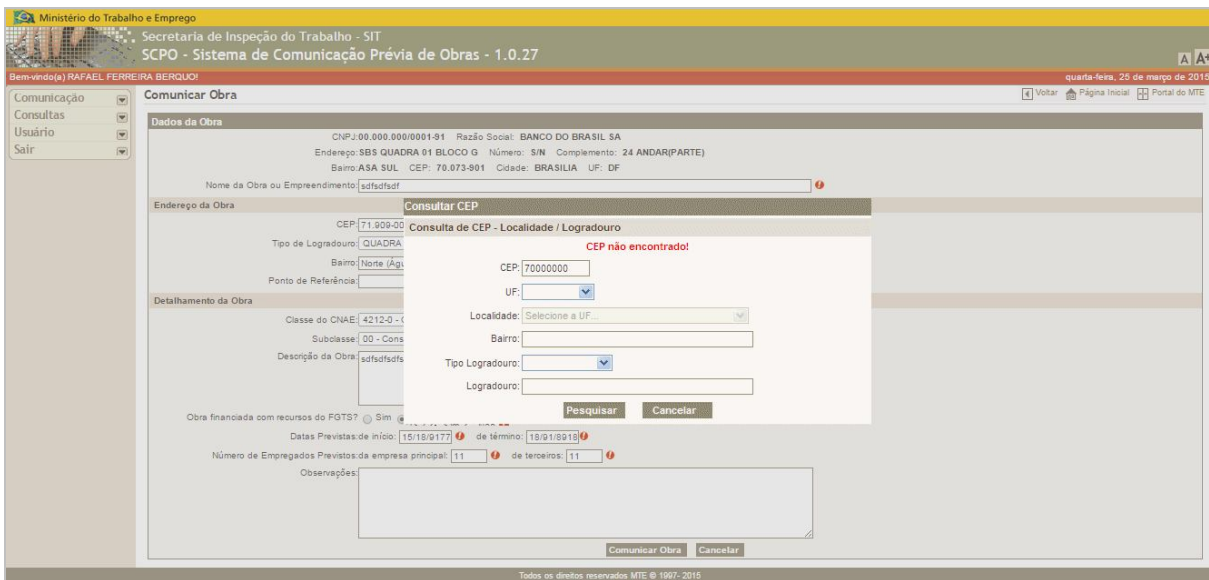 Ministério do Trabalho e Emprego
Secretaria de Inspeção do Trabalho - SIT
SCPO - Sistema de Comunicação Prévia de Obras - 1.0.27
A A+
Bem-vindo(a) RAFAEL FERREIRA BERQUO! quarta-feira, 25 de março de 2015
Comunicação
Consultas
Usuário
Sair
Comunicar Obra Voltar Página Inicial Portal do MTE
Dados da Obra
CNPJ:00.000.000/0001-91 Razão Social: BANCO DO BRASIL SA
Endereço:SBS QUADRA 01 BLOCO G Número: S/N Complemento: 24 ANDAR(PARTE)
Bairro:ASA SUL CEP: 70.073-901 Cidade: BRASILIA UF: DF
Nome da Obra ou Empreendimento: sdfsdfsdf
Endereço da Obra
CEP: 71.909-00
Tipo de Logradouro: QUADRA
Bairro: Norte (Águ
Ponto de Referência:
Detalhamento da Obra
Classe do CNAE: 4212-0 -
Subclasse: 00 - Cons
Descrição da Obra: sdfsdfsdfs
Obra financiada com recursos do FGTS? Sim
Datas Previstas:de início: 15/18/9177 de término: 18/91/8918
Número de Empregados Previstos:da empresa principal: 11 de terceiros: 11
Observações:
Comunicar Obra Cancelar
Consultar CEP
Consulta de CEP - Localidade / Logradouro
CEP não encontrado!
CEP: 70000000
UF:
Localidade: Selecione a UF...
Bairro:
Tipo Logradouro:
Logradouro:
Pesquisar Cancelar
Todos os direitos reservados MTE © 1997- 2015